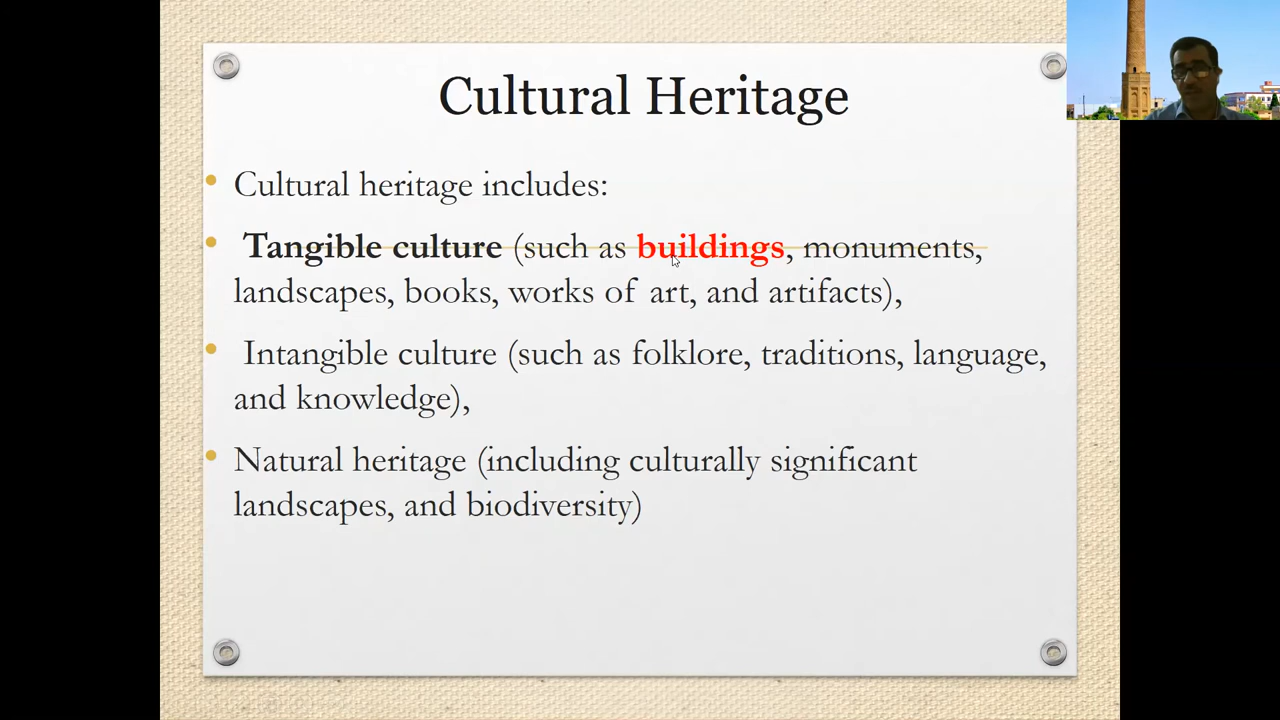 Cultural Heritage
Cultural heritage includes:
Tangible culture (such as buildings, monuments,
landscapes, books, works of art, and artifacts),
Intangible culture (such as folklore, traditions, language,
and knowledge),
Natural heritage (including culturally significant
landscapes, and biodiversity)